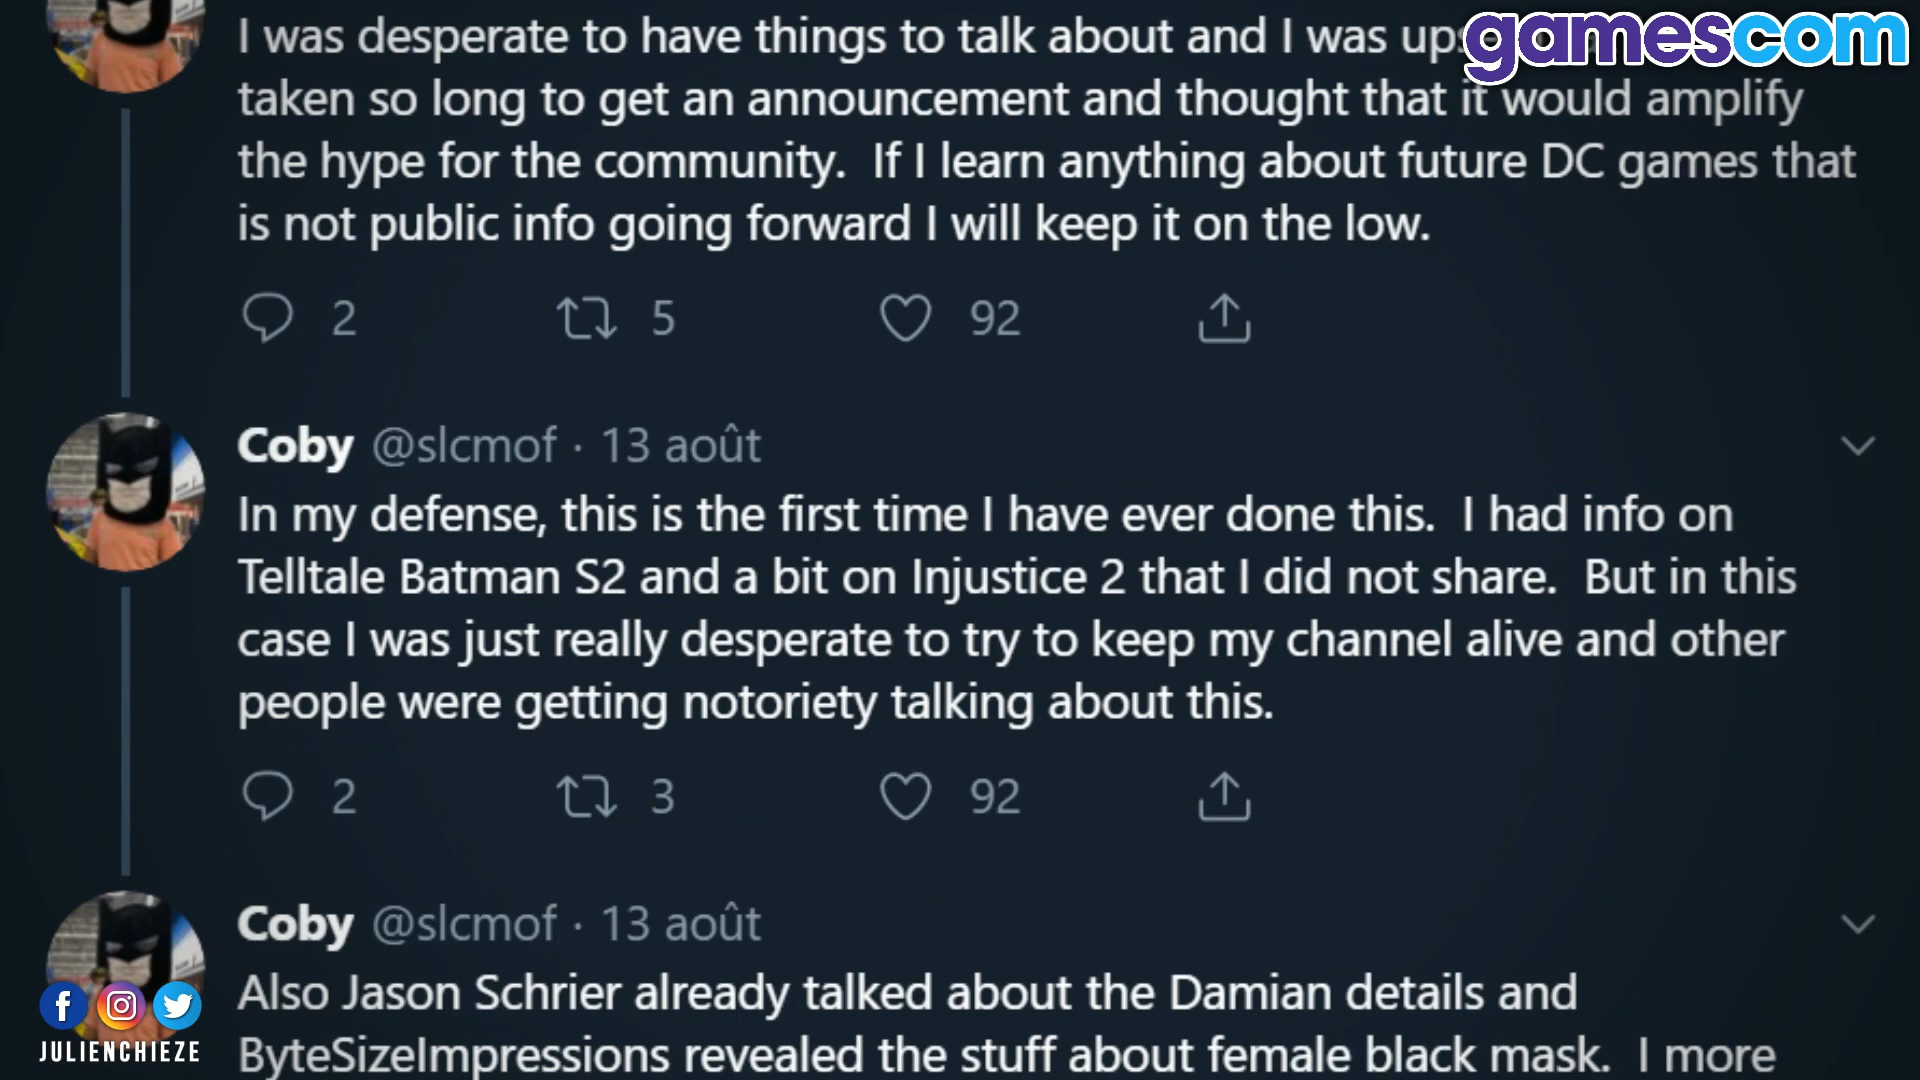 I was desperate to have things to talk about and I was
gamescom
taken so long to get an announcement and thought that it would amplify
the hype for the community.  If I learn anything about future DC games that
is not public info going forward I will keep it on the low.
2 5 92
Coby @slcmof · 13 août
In my defense, this is the first time I have ever done this.  I had info on
Telltale Batman S2 and a bit on Injustice 2 that I did not share.  But in this
case I was just really desperate to try to keep my channel alive and other
people were getting notoriety talking about this.
2 3 92
Coby @slcmof · 13 août
Also Jason Schrier already talked about the Damian details and
ByteSizeImpressions revealed the stuff about female black mask.  I more
JULIENCHIEZE